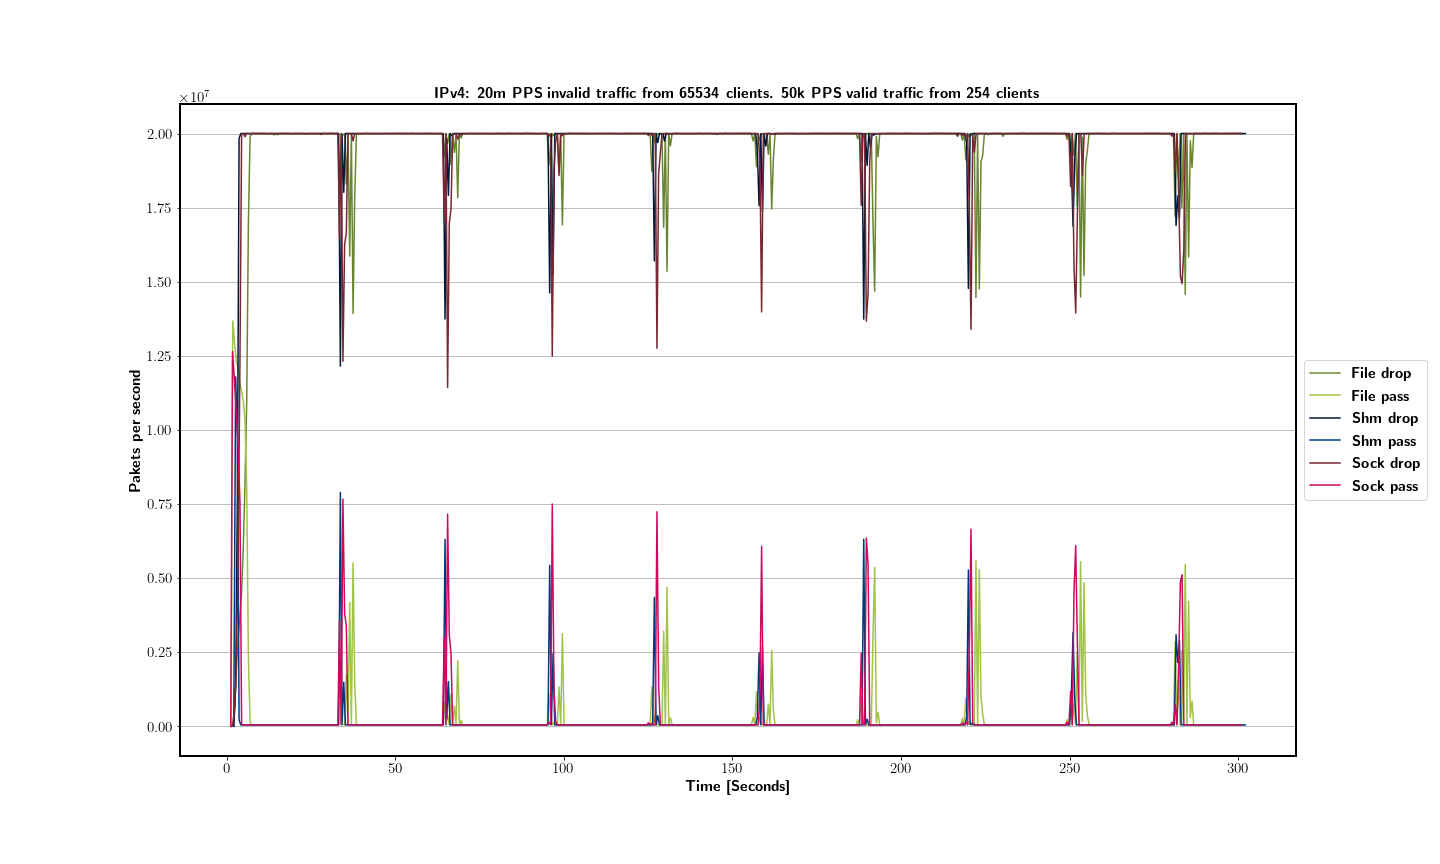 IPv4: 20m PPS invalid traffic from 65534 clients. 50k PPS valid traffic from 254 clients
×10⁷
2.00
1.75
1.50
1.25
1.00
0.75
0.50
0.25
0.00
Pakets per second
0 50 100 150 200 250 300
Time [Seconds]
File drop
File pass
Shm drop
Shm pass
Sock drop
Sock pass